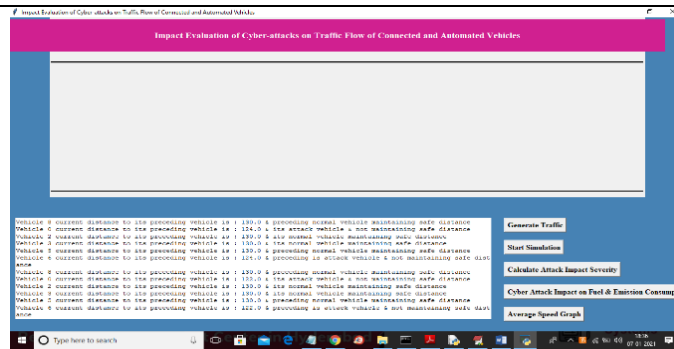 Impact Evaluation of Cyber-attacks on Traffic Flow of Connected and Automated Vehicles
Impact Evaluation of Cyber-attacks on Traffic Flow of Connected and Automated Vehicles
Vehicle 8 current distance to its preceding vehicle is : 130.0 & preceding normal vehicle maintaining safe distance
Vehicle 0 current distance to its preceding vehicle is : 124.0 & its attack vehicle & not maintaining safe distance
Vehicle 2 current distance to its preceding vehicle is : 130.0 & its normal vehicle maintaining safe distance
Vehicle 3 current distance to its preceding vehicle is : 130.0 & its normal vehicle maintaining safe distance
Vehicle current distance to its preceding vehicle is : 130.0 & preceding normal vehicle maintaining safe distance
Vehicle 6 current distance to its preceding vehicle is : 124.0 & preceding is attack vehicle & not maintaining safe dist
ance
Vehicle 8 current distance to its preceding vehicle is : 130.0 & preceding normal vehicle maintaining safe distance
Vehicle 0 current distance to its preceding vehicle is : 122.0 & its attack vehicle & not maintaining safe distance
Vehicle 2 current distance to its preceding vehicle is : 130.0 & its normal vehicle maintaining safe distance
Vehicle current distance to its preceding vehicle is : 130.0 & its normal vehicle maintaining safe distance
Vehicle current distance to its preceding vehicle is : 130.0 & preceding normal vehicle maintaining safe distance
Vehicle current distance to its preceding vehicle is : 122.0 & preceding is attack vehicle & not maintaining safe dist
ance
Generate Traffic
Start Simulation
Calculate Attack Impact Severity
Cyber Attack Impact on Fuel & Emission Consump
Average Speed Graph
Type here to search
18:36
07-01-2021